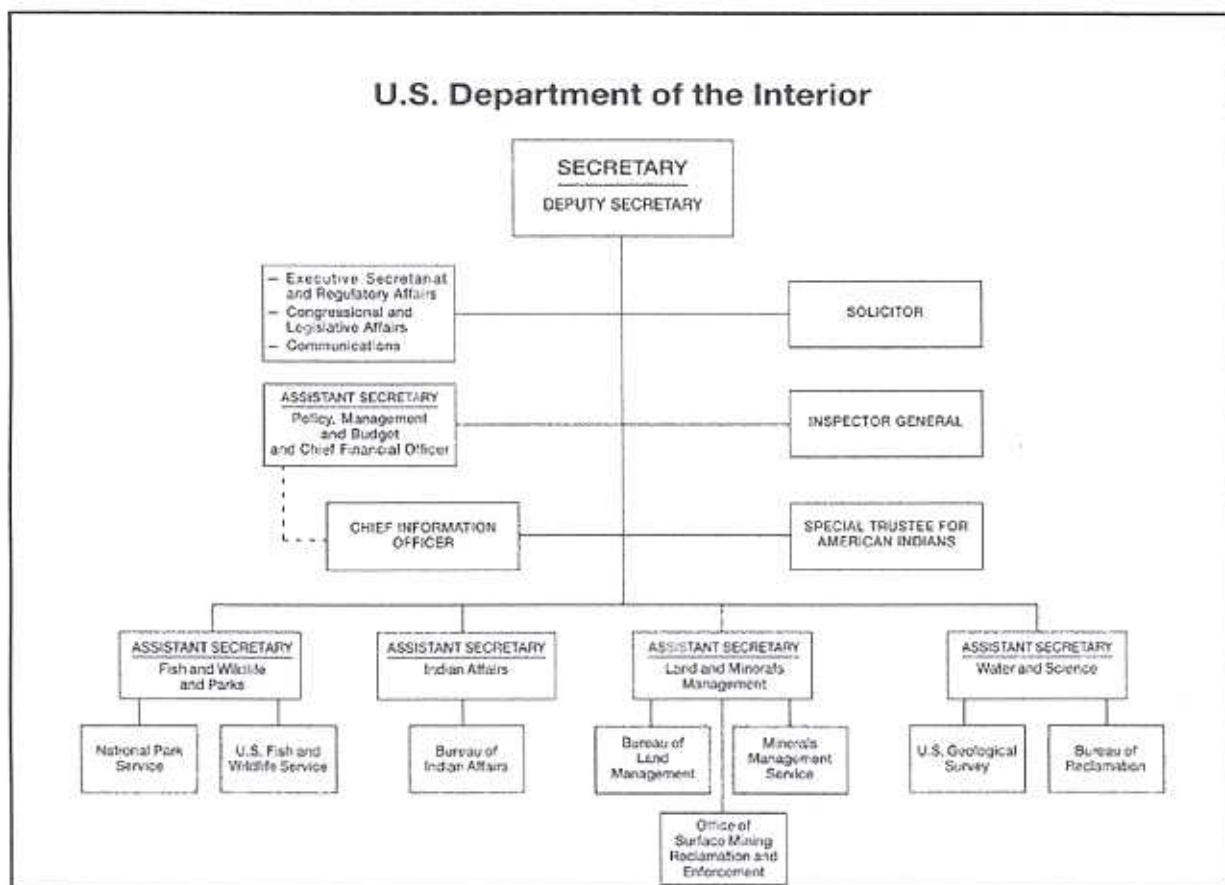 U.S. Department of the Interior
SECRETARY
DEPUTY SECRETARY
– Executive Secretariat
and Regulatory Affairs
– Congressional and
Legislative Affairs
– Communications
SOLICITOR
ASSISTANT SECRETARY
Policy, Management
and Budget
and Chief Financial Officer
INSPECTOR GENERAL
CHIEF INFORMATION
OFFICER
SPECIAL TRUSTEE FOR
AMERICAN INDIANS
ASSISTANT SECRETARY
Fish and Wildlife
and Parks
ASSISTANT SECRETARY
Indian Affairs
ASSISTANT SECRETARY
Land and Minerals
Management
ASSISTANT SECRETARY
Water and Science
National Park
Service
U.S. Fish and
Wildlife Service
Bureau of
Indian Affairs
Bureau of
Land
Management
Minerals
Management
Service
U.S. Geological
Survey
Bureau of
Reclamation
Office of
Surface Mining
Reclamation and
Enforcement